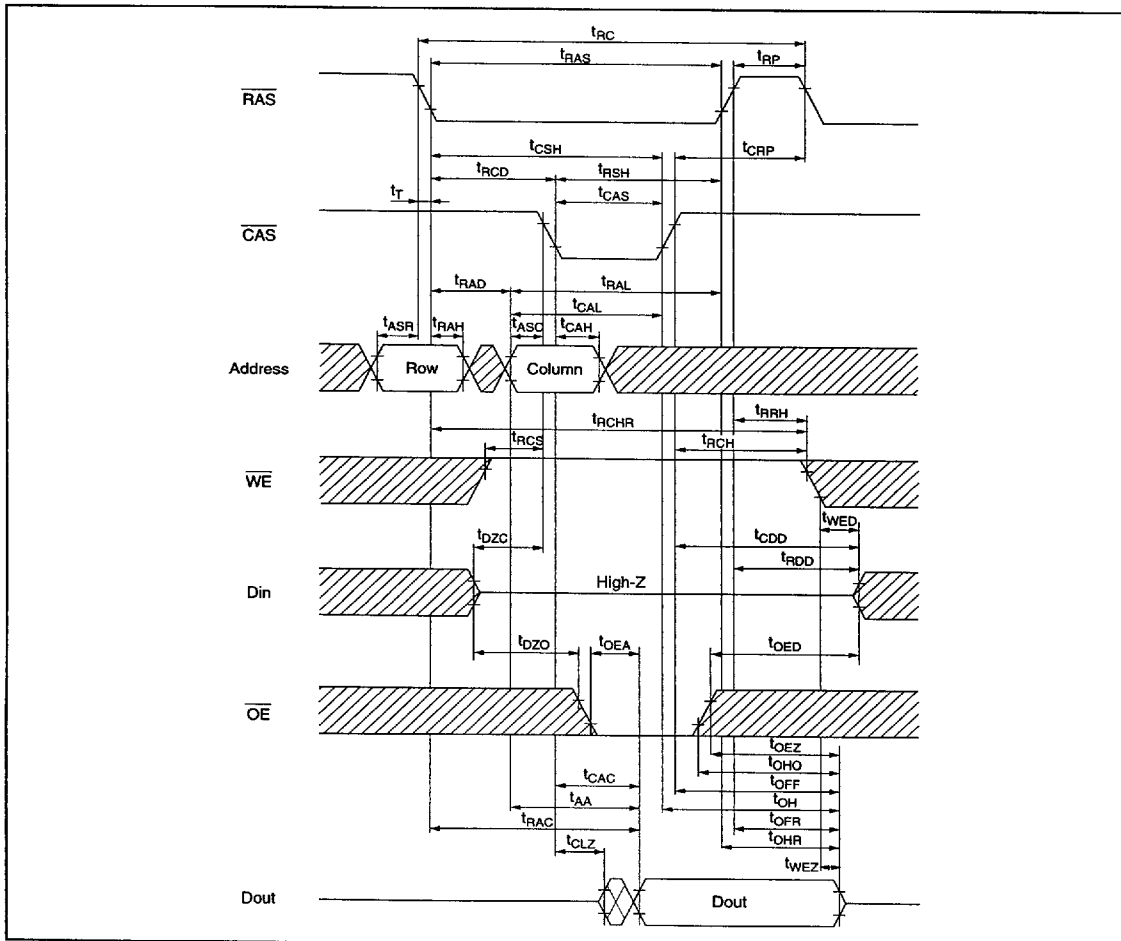 tRC
tRAS tRP
RAS
tCSH tCRP
tRCD tRSH
tT tCAS
CAS
tRAD tRAL
tCAL
tASR tRAH tASC tCAH
Address Row Column
tRRH
tRCHR
tRCS tRCH
WE
tWED
tDZC tCDD
tRDD
Din High-Z
tDZO tOEA tOED
OE
tOEZ
tOHO
tCAC tOFF
tAA tOH
tRAC tOFR
tCLZ tOHR
tWEZ
Dout Dout